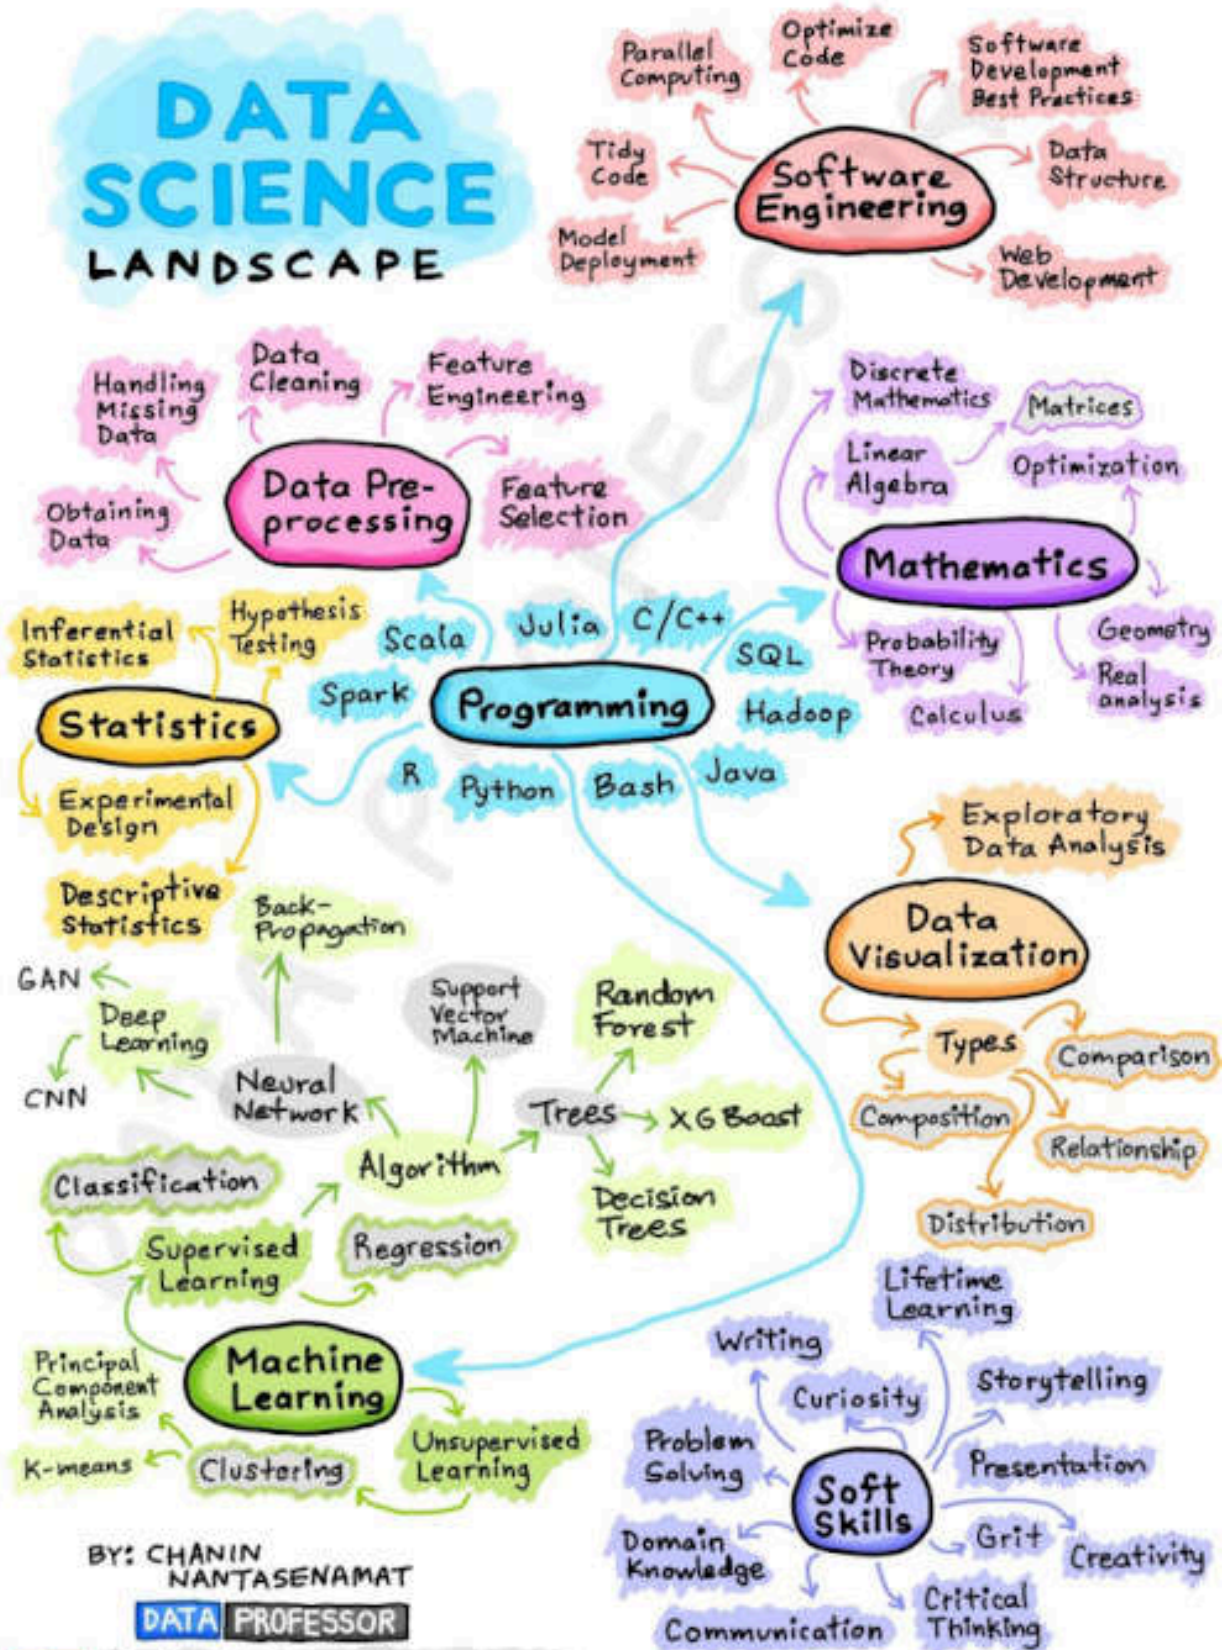 DATA
SCIENCE
LANDSCAPE
Parallel
Computing
Optimize
Code
Software
Development
Best Practices
Tidy
Code
Software
Engineering
Data
Structure
Model
Deployment
Web
Development
Handling
Missing
Data
Data
Cleaning
Feature
Engineering
Obtaining
Data
Data Pre-
processing
Feature
Selection
Discrete
Mathematics
Matrices
Linear
Algebra
Optimization
Mathematics
Probability
Theory
Calculus
Geometry
Real
analysis
Inferential
Statistics
Hypothesis
Testing
Statistics
Experimental
Design
Descriptive
Statistics
Scala
Julia
C/C++
SQL
Spark
Programming
Hadoop
R
Python
Bash
Java
Exploratory
Data Analysis
Data
Visualization
Types
Comparison
Composition
Relationship
Distribution
Back-
Propagation
GAN
Deep
Learning
CNN
Neural
Network
Support
Vector
Machine
Random
Forest
Trees
XG Boost
Decision
Trees
Algorithm
Classification
Supervised
Learning
Regression
Machine
Learning
Principal
Component
Analysis
K-means
Clustering
Unsupervised
Learning
Lifetime
Learning
Writing
Curiosity
Storytelling
Problem
Solving
Presentation
Soft
Skills
Domain
Knowledge
Grit
Creativity
Communication
Critical
Thinking
BY: CHANIN
NANTASENAMAT
DATA PROFESSOR